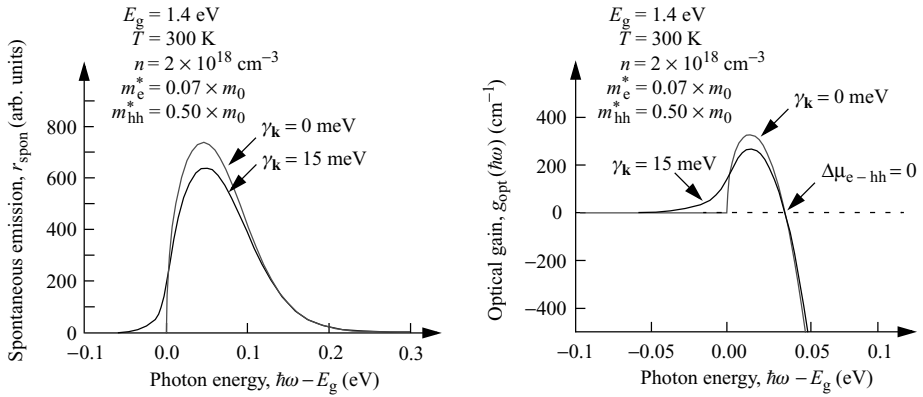 E_g = 1.4 eV
T = 300 K
n = 2 × 10^18 cm^−3
m*_e = 0.07 × m_0
m*_hh = 0.50 × m_0
Spontaneous emission, r_spon (arb. units)
800
600
400
200
0
γ_k = 0 meV
γ_k = 15 meV
−0.1
0.0
0.1
0.2
0.3
Photon energy, ħω − E_g (eV)
E_g = 1.4 eV
T = 300 K
n = 2 × 10^18 cm^−3
m*_e = 0.07 × m_0
m*_hh = 0.50 × m_0
Optical gain, g_opt(ħω) (cm^−1)
400
200
0
−200
−400
γ_k = 0 meV
γ_k = 15 meV
Δμ_e − hh = 0
−0.1
−0.05
0.00
0.05
0.1
Photon energy, ħω − E_g (eV)